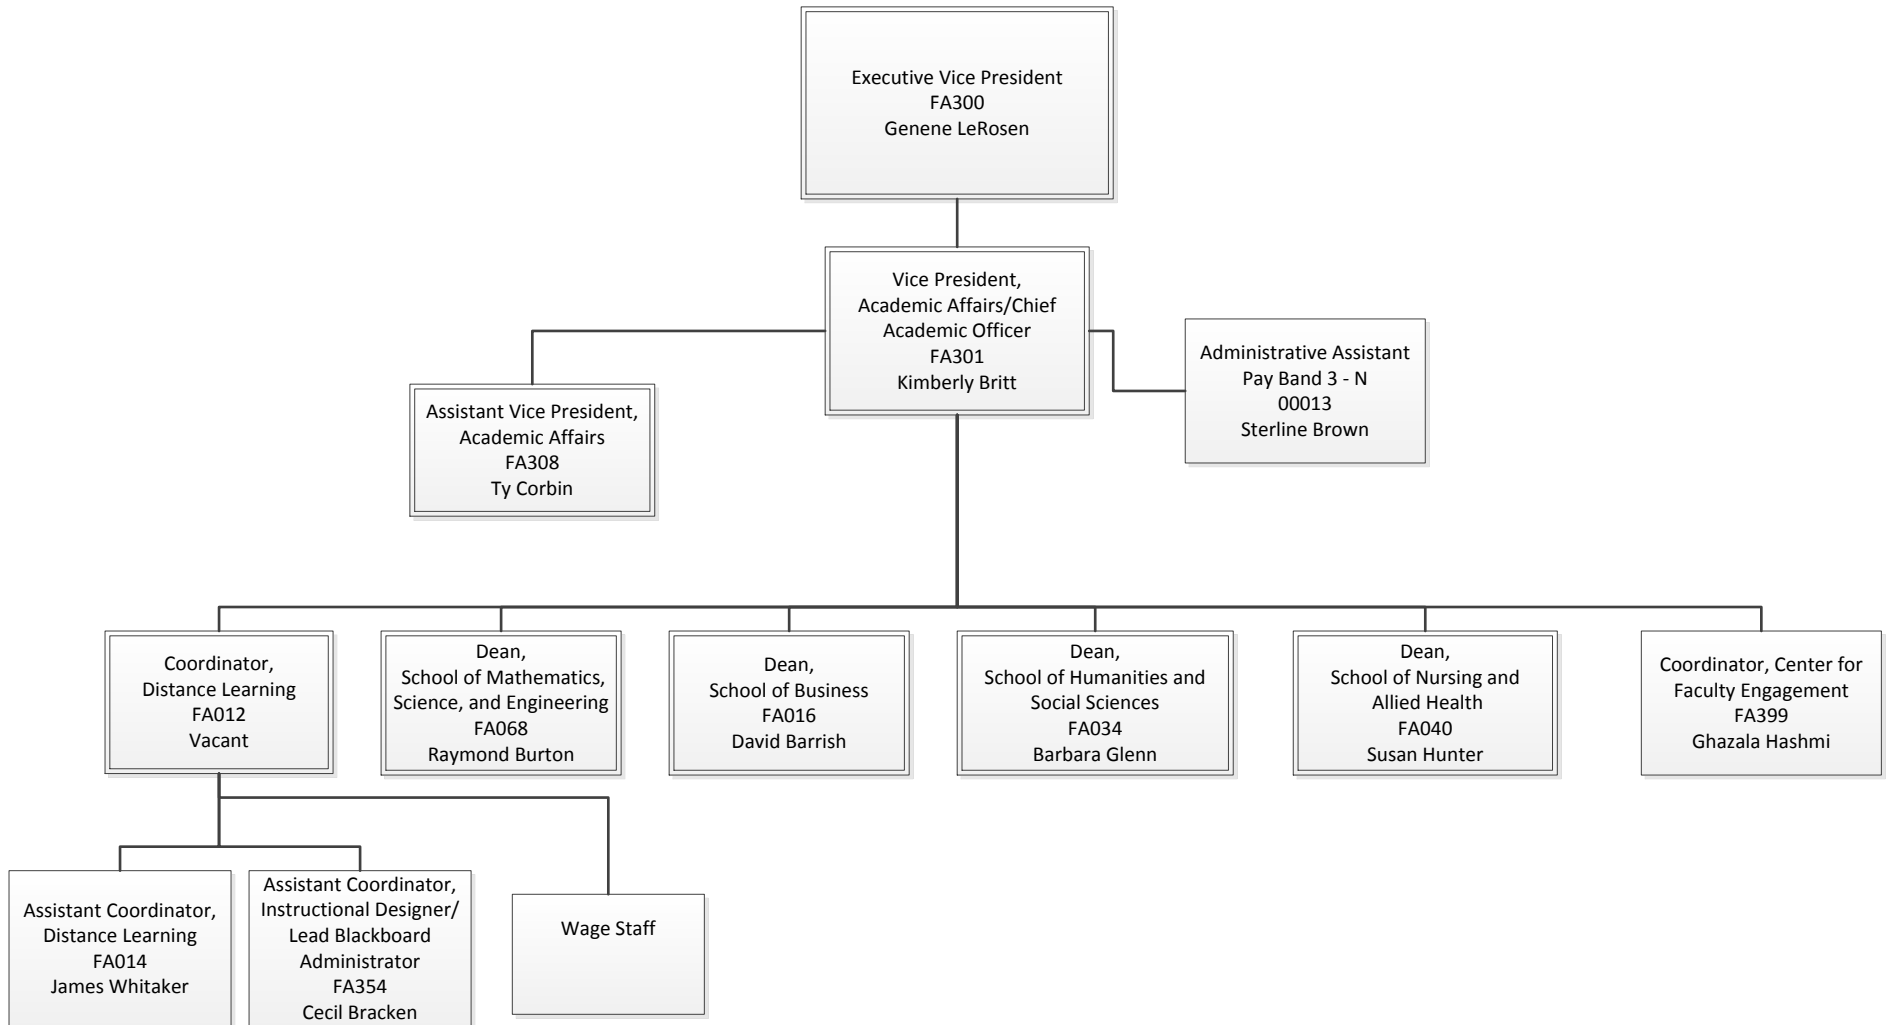 Executive Vice President
FA300
Genene LeRosen
Vice President,
Academic Affairs/Chief
Academic Officer
FA301
Kimberly Britt
Administrative Assistant
Pay Band 3 - N
00013
Sterline Brown
Assistant Vice President,
Academic Affairs
FA308
Ty Corbin
Coordinator,
Distance Learning
FA012
Vacant
Dean,
School of Mathematics,
Science, and Engineering
FA068
Raymond Burton
Dean,
School of Business
FA016
David Barrish
Dean,
School of Humanities and
Social Sciences
FA034
Barbara Glenn
Dean,
School of Nursing and
Allied Health
FA040
Susan Hunter
Coordinator, Center for
Faculty Engagement
FA399
Ghazala Hashmi
Assistant Coordinator,
Distance Learning
FA014
James Whitaker
Assistant Coordinator,
Instructional Designer/
Lead Blackboard
Administrator
FA354
Cecil Bracken
Wage Staff